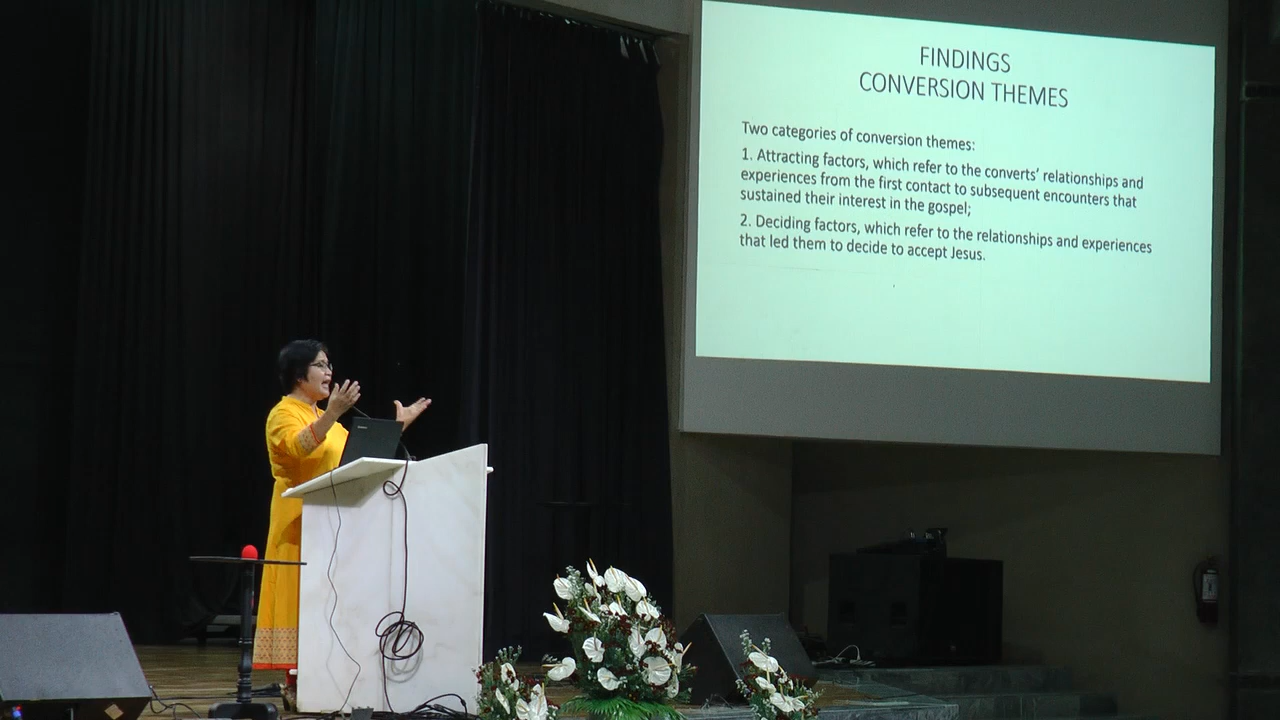 FINDINGS
CONVERSION THEMES
Two categories of conversion themes:
1. Attracting factors, which refer to the converts’ relationships and
experiences from the first contact to subsequent encounters that
sustained their interest in the gospel;
2. Deciding factors, which refer to the relationships and experiences
that led them to decide to accept Jesus.